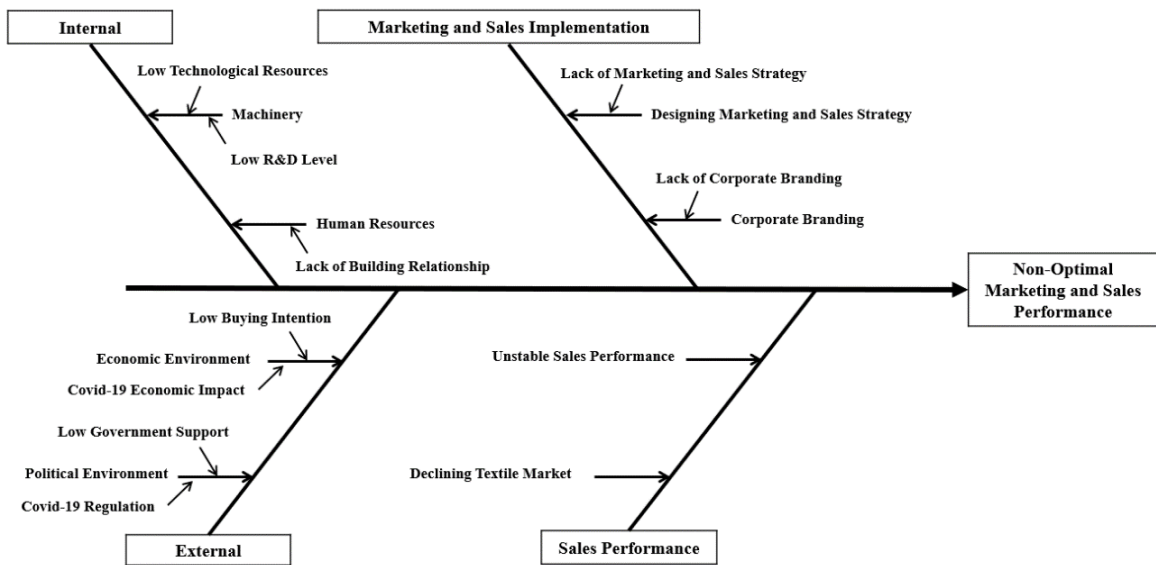 Internal
Marketing and Sales Implementation
Low Technological Resources
Machinery
Low R&D Level
Human Resources
Lack of Building Relationship
Lack of Marketing and Sales Strategy
Designing Marketing and Sales Strategy
Lack of Corporate Branding
Corporate Branding
Non-Optimal
Marketing and Sales
Performance
Low Buying Intention
Economic Environment
Covid-19 Economic Impact
Low Government Support
Political Environment
Covid-19 Regulation
Unstable Sales Performance
Declining Textile Market
External
Sales Performance